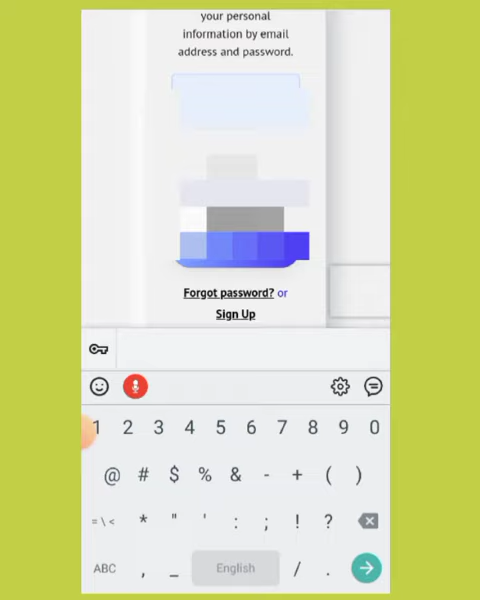 your personal
information by email
address and password.
Forgot password? or
Sign Up
1 2 3 4 5 6 7 8 9 0
@ # $ % & - + ( )
= \ < * " ' : ; ! ?
ABC , _ English / .